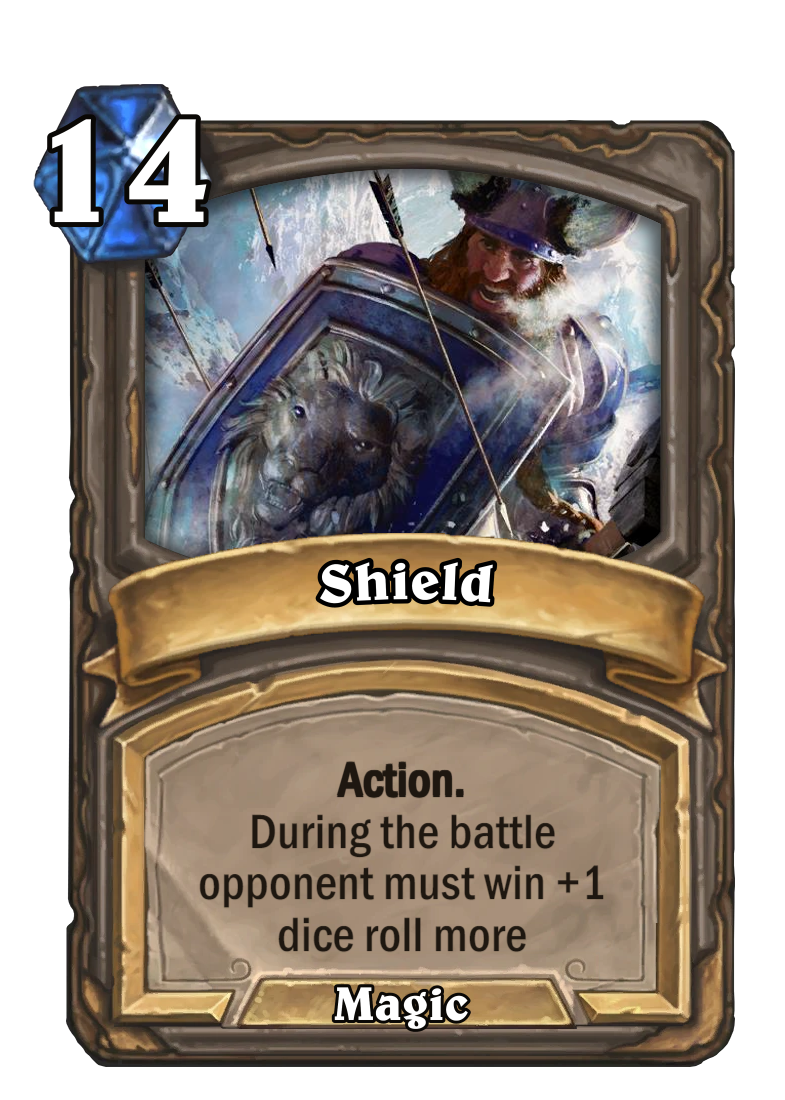 14
Shield
Action.
During the battle
opponent must win +1
dice roll more
Magic